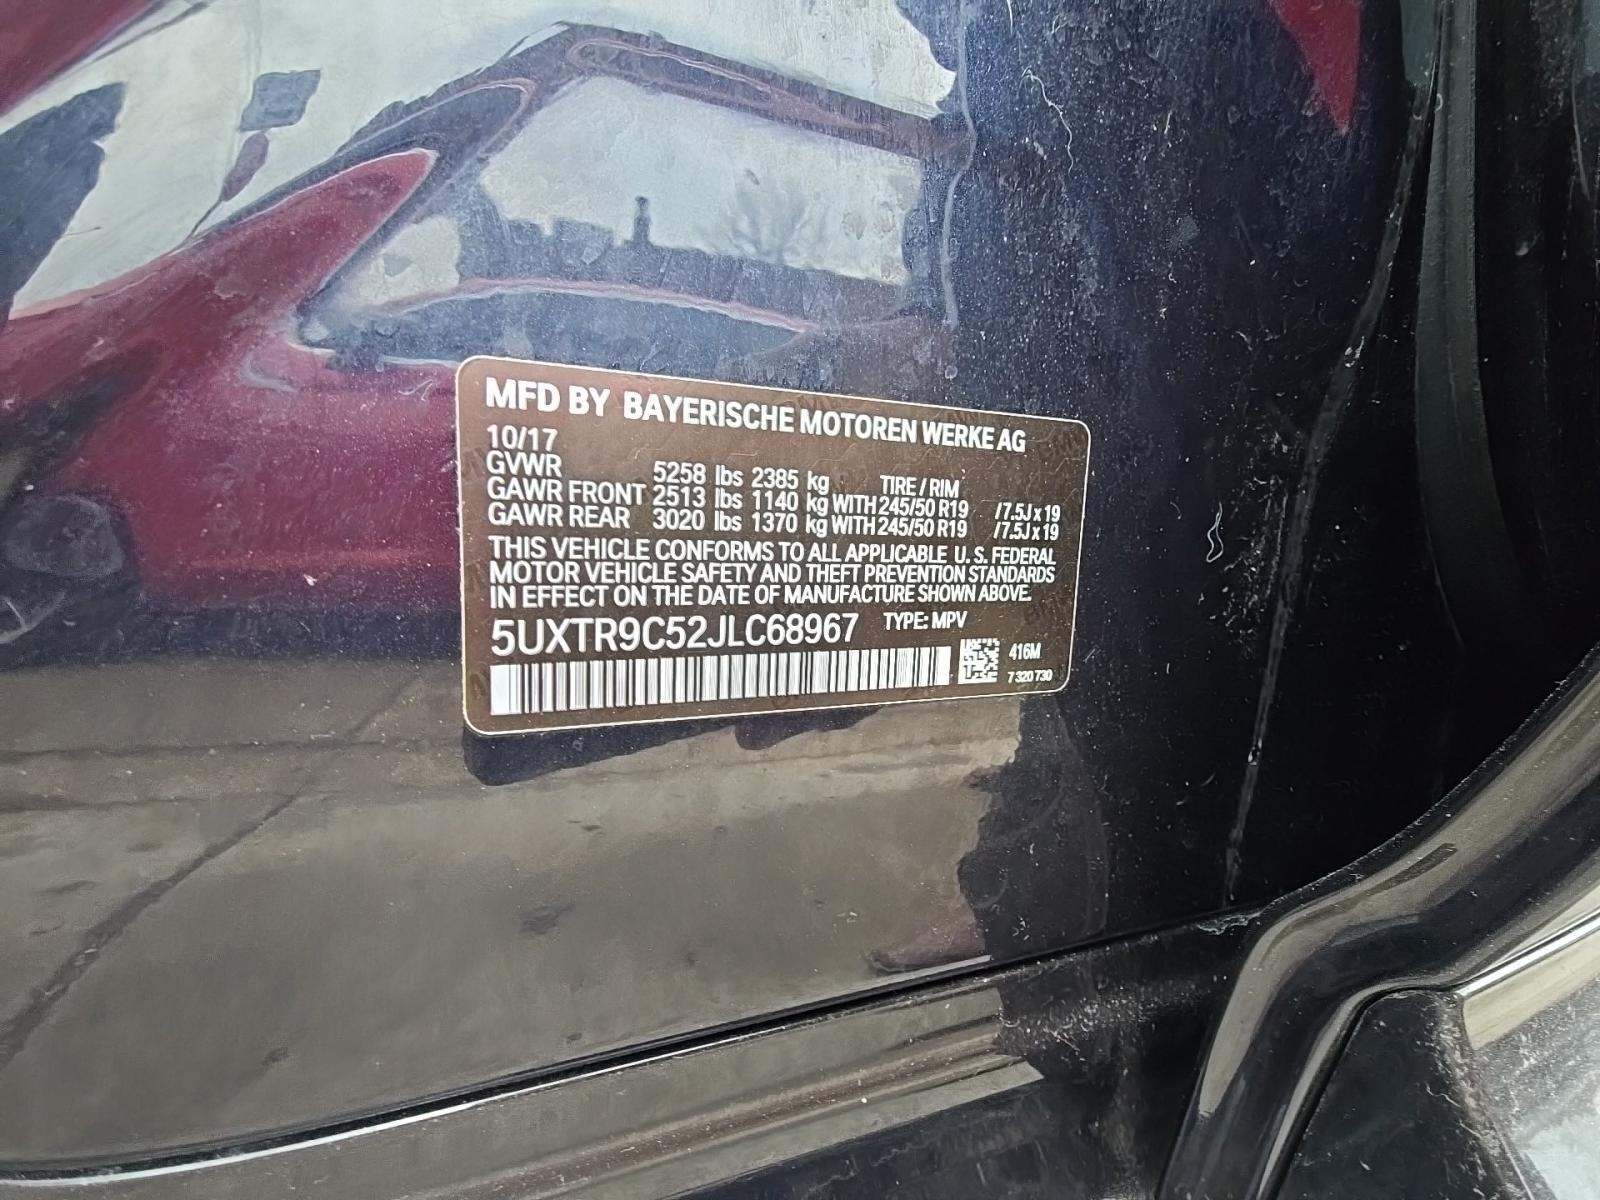 MFD BY BAYERISCHE MOTOREN WERKE AG
10/17
GVWR 5258 lbs 2385 kg TIRE / RIM
GAWR FRONT 2513 lbs 1140 kg WITH 245/50 R19 /7.5J x 19
GAWR REAR 3020 lbs 1370 kg WITH 245/50 R19 /7.5J x 19
THIS VEHICLE CONFORMS TO ALL APPLICABLE U. S. FEDERAL
MOTOR VEHICLE SAFETY AND THEFT PREVENTION STANDARDS
IN EFFECT ON THE DATE OF MANUFACTURE SHOWN ABOVE.
5UXTR9C52JLC68967 TYPE: MPV
416M
7 320 730